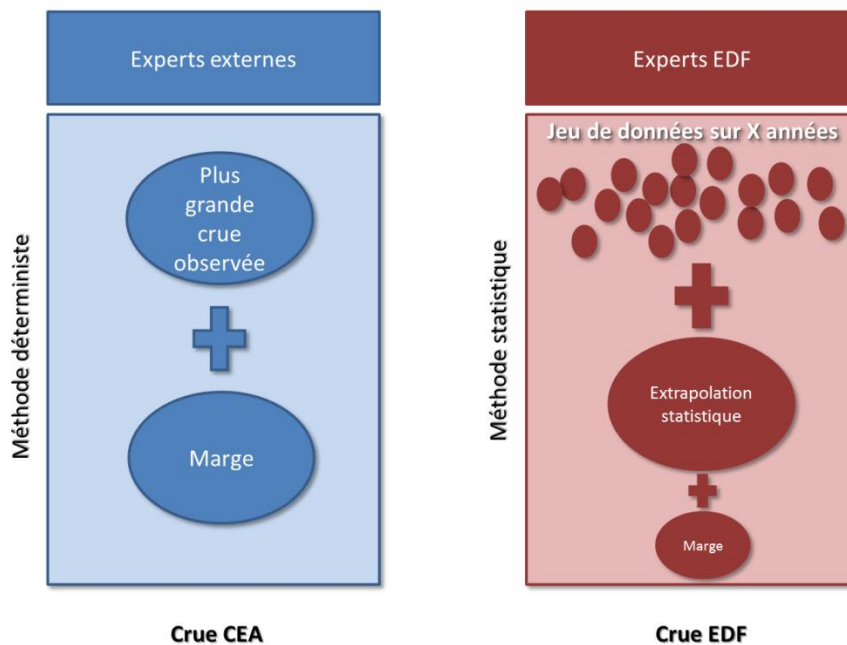 Experts externes
Méthode déterministe
Plus
grande
crue
observée
Marge
Crue CEA
Experts EDF
Méthode statistique
Jeu de données sur X années
Extrapolation
statistique
Marge
Crue EDF